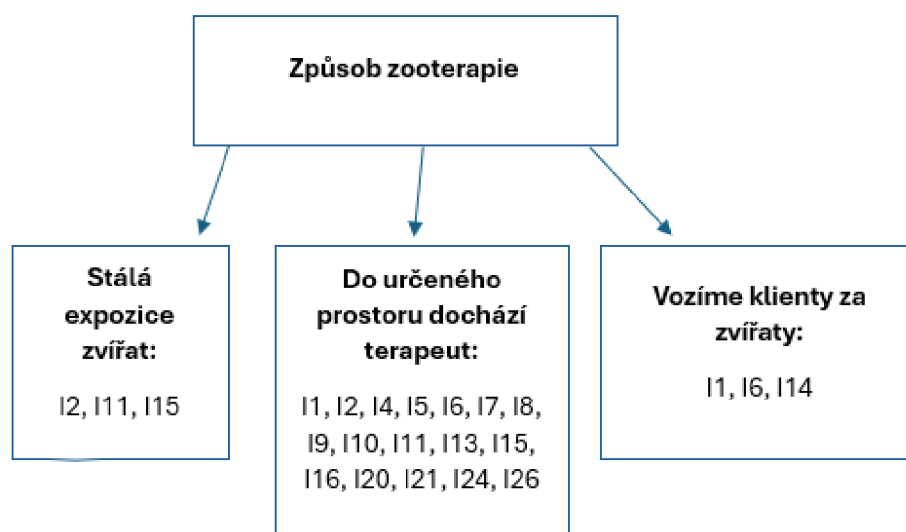 Způsob zooterapie
Stálá
expozice
zvířat:
I2, I11, I15
Do určeného
prostoru dochází
terapeut:
I1, I2, I4, I5, I6, I7, I8,
I9, I10, I11, I13, I15,
I16, I20, I21, I24, I26
Vozíme klienty za
zvířaty:
I1, I6, I14